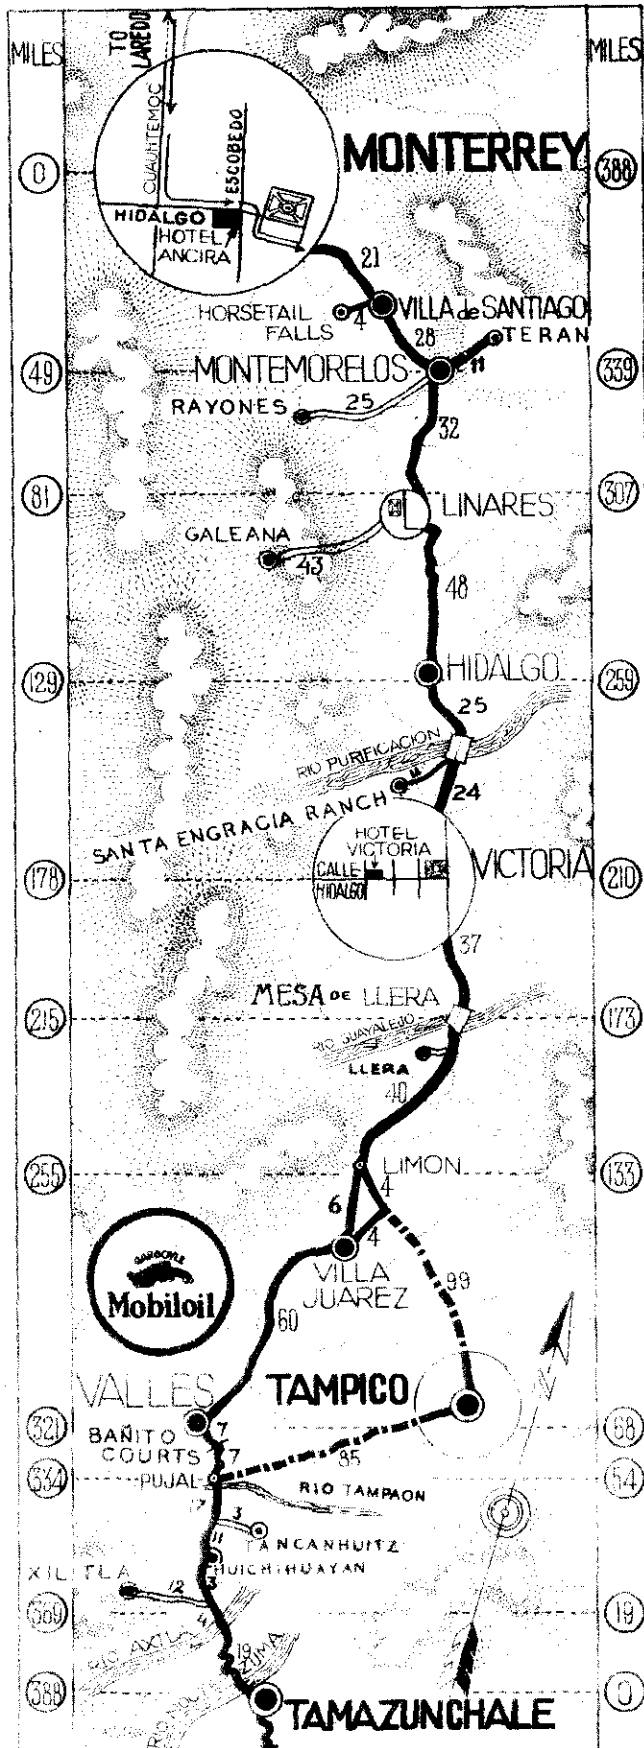 MILES
TO LAREDO
MILES
CUAUHTEMOC
ESCOBEDO
MONTERREY
0
388
HIDALGO
HOTEL
ANCIRA
21
HORSETAIL
FALLS
4
VILLA de SANTIAGO
28
TERAN
11
49
MONTEMORELOS
339
RAYONES
25
32
81
LINARES
307
GALEANA
43
48
129
HIDALGO
259
25
RIO PURIFICACION
SANTA ENGRACIA RANCH
24
HOTEL
VICTORIA
CALLE
HIDALGO
178
VICTORIA
210
37
MESA DE LLERA
215
173
RIO GUAYALEJO
LLERA
40
255
LIMON
133
6
4
4
GARGOYLE
Mobiloil
VILLA
JUAREZ
99
60
VALLES
TAMPICO
321
7
68
BAÑITO
COURTS
7
85
334
PUJAL
54
RIO TAMPAON
17
3
TANCANHUITZ
11
HUICHIHUAYAN
XILITLA
12
3
369
4
19
RIO AXTLA
19
388
0
TAMAZUNCHALE